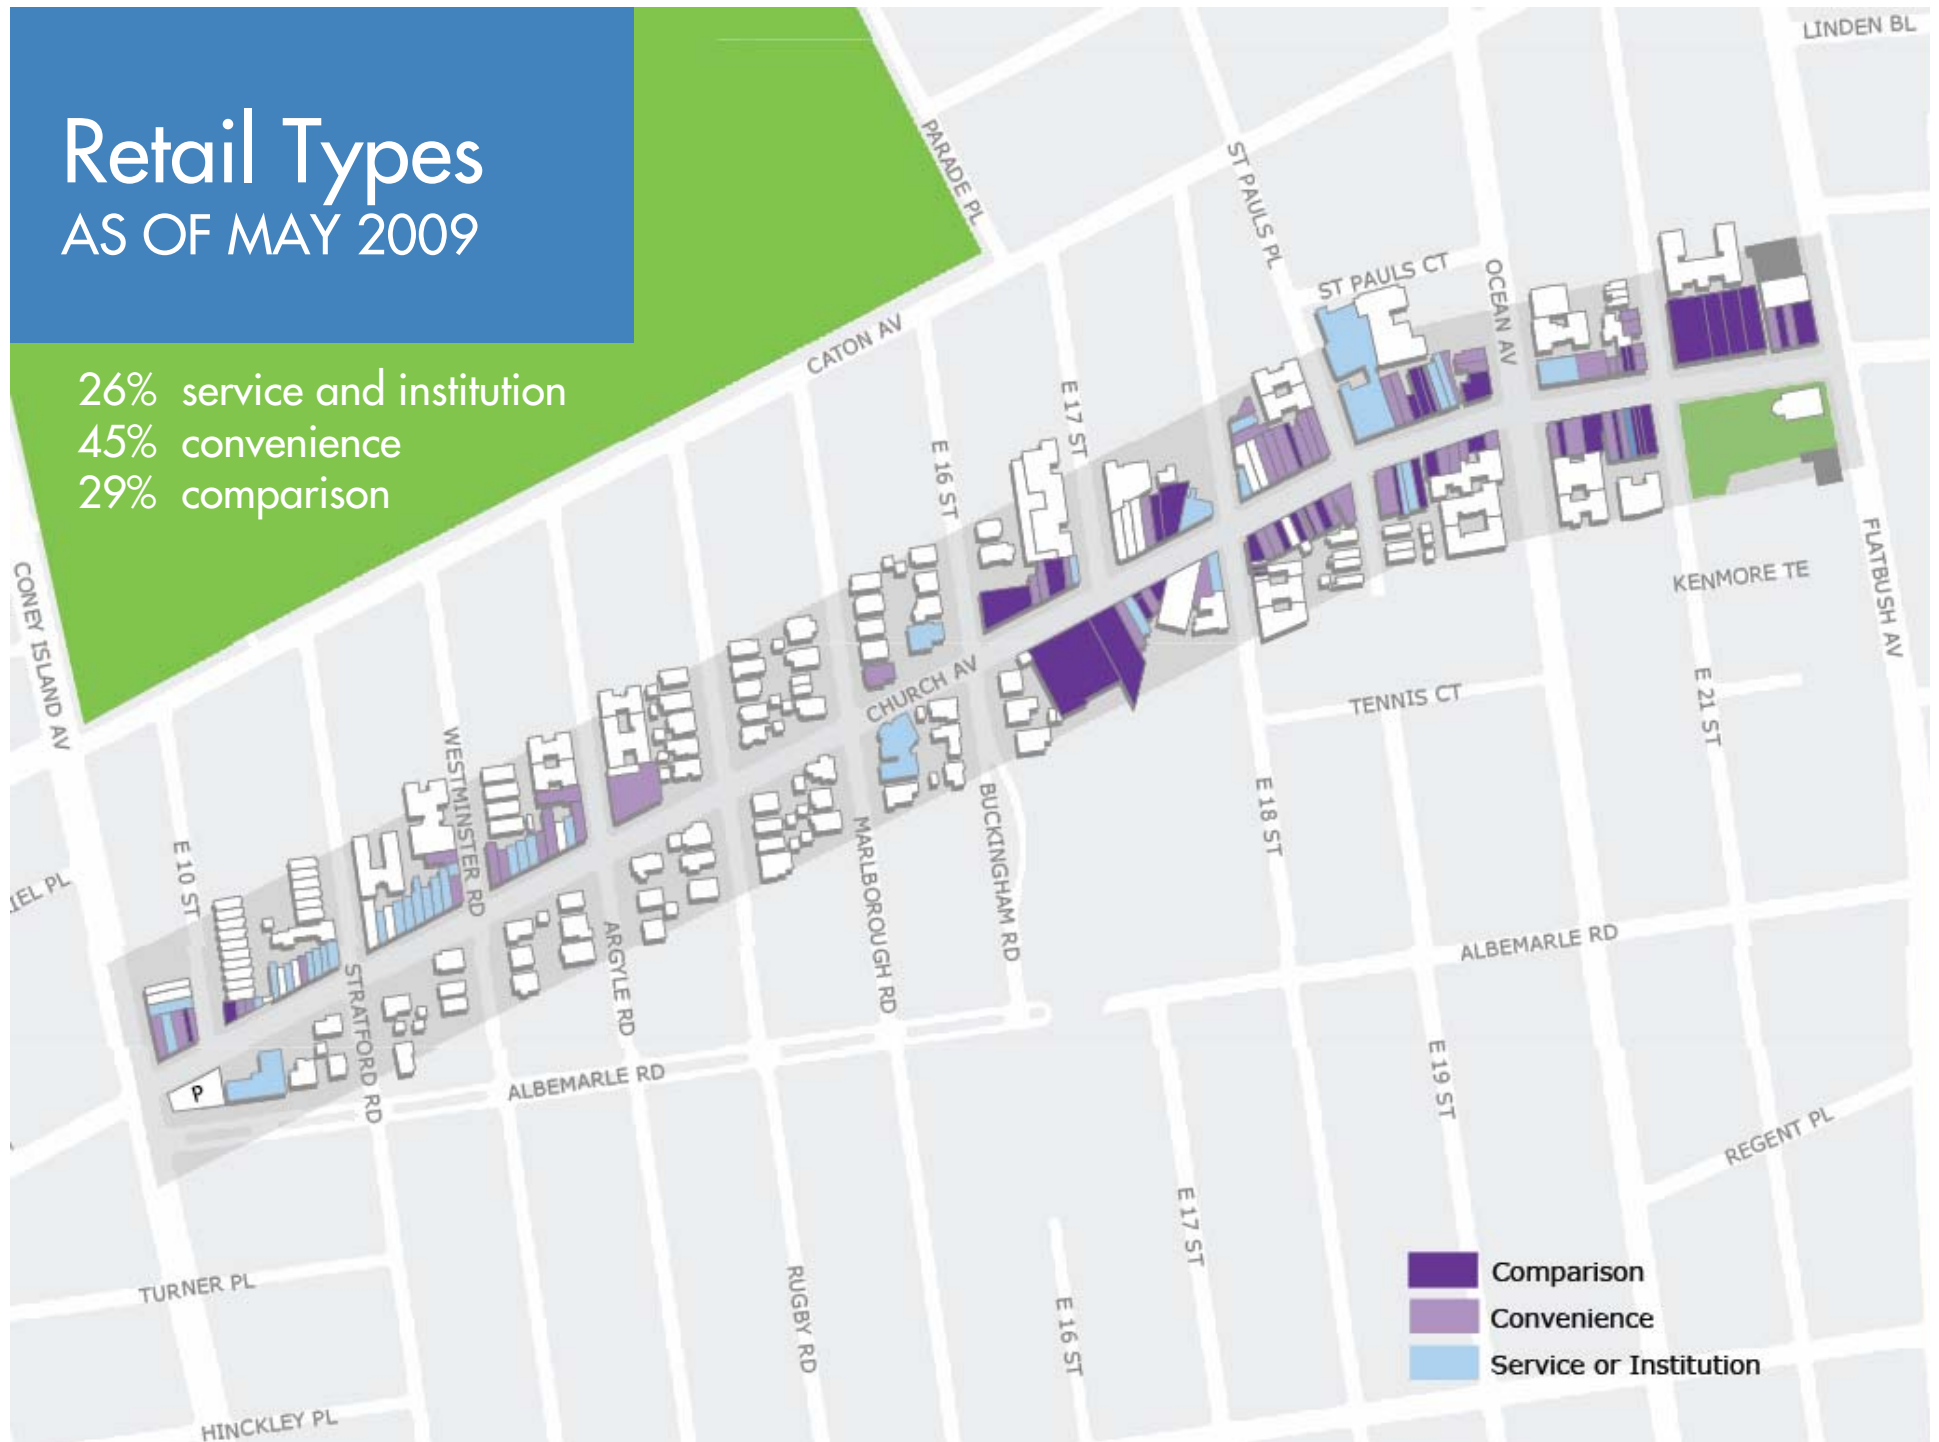 Retail Types
AS OF MAY 2009
26% service and institution
45% convenience
29% comparison
LINDEN BL
PARADE PL
ST PAULS PL
ST PAULS CT
OCEAN AV
CATON AV
E 17 ST
E 16 ST
FLATBUSH AV
KENMORE TE
CONEY ISLAND AV
CHURCH AV
TENNIS CT
E 21 ST
WESTMINSTER RD
E 10 ST
E 18 ST
BUCKINGHAM RD
MARLBOROUGH RD
IEL PL
ARGYLE RD
ALBEMARLE RD
STRATFORD RD
P
ALBEMARLE RD
E 19 ST
REGENT PL
E 17 ST
TURNER PL
RUGBY RD
E 16 ST
HINCKLEY PL
Comparison
Convenience
Service or Institution